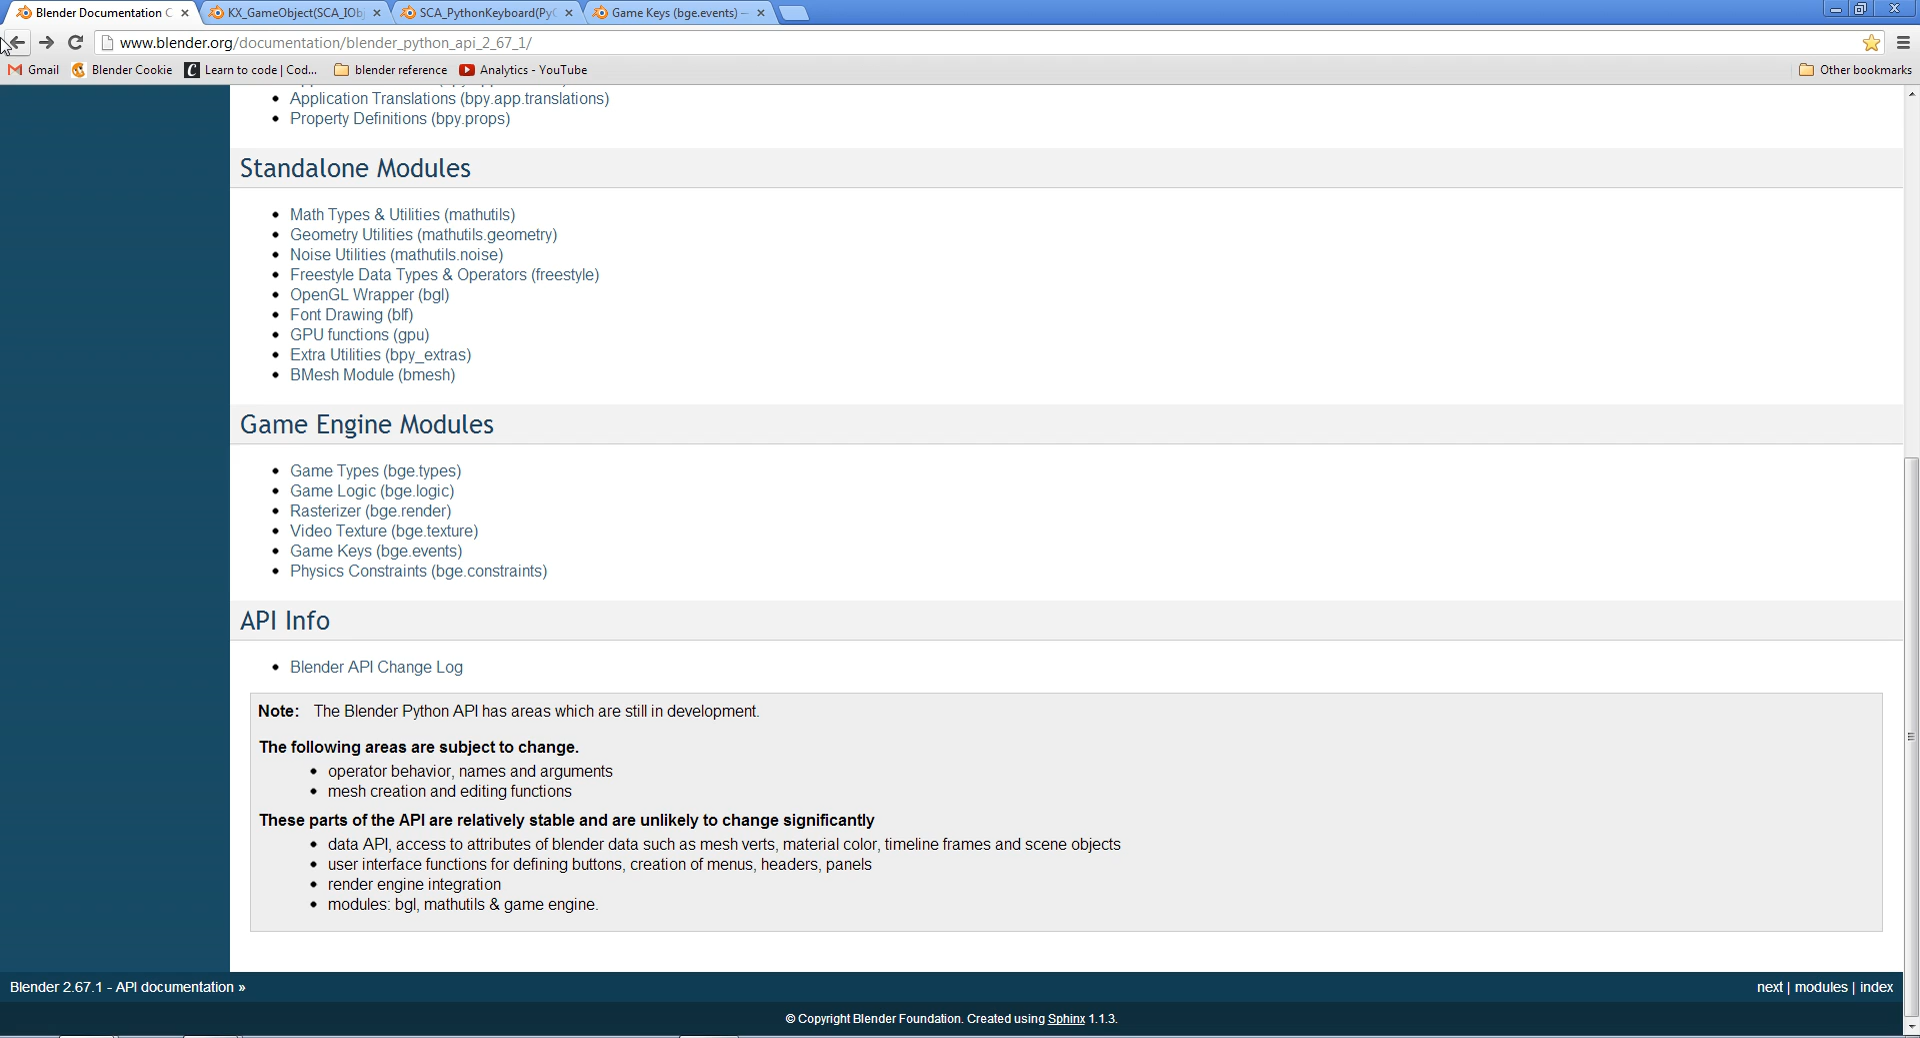 Blender Documentation C
KX_GameObject(SCA_IObj
SCA_PythonKeyboard(PyO
Game Keys (bge.events) —
www.blender.org/documentation/blender_python_api_2_67_1/
Gmail
Blender Cookie
Learn to code | Cod...
blender reference
Analytics - YouTube
Other bookmarks
Application Translations (bpy.app.translations)
Property Definitions (bpy.props)
Standalone Modules
Math Types & Utilities (mathutils)
Geometry Utilities (mathutils.geometry)
Noise Utilities (mathutils.noise)
Freestyle Data Types & Operators (freestyle)
OpenGL Wrapper (bgl)
Font Drawing (blf)
GPU functions (gpu)
Extra Utilities (bpy_extras)
BMesh Module (bmesh)
Game Engine Modules
Game Types (bge.types)
Game Logic (bge.logic)
Rasterizer (bge.render)
Video Texture (bge.texture)
Game Keys (bge.events)
Physics Constraints (bge.constraints)
API Info
Blender API Change Log
Note: The Blender Python API has areas which are still in development.
The following areas are subject to change.
operator behavior, names and arguments
mesh creation and editing functions
These parts of the API are relatively stable and are unlikely to change significantly
data API, access to attributes of blender data such as mesh verts, material color, timeline frames and scene objects
user interface functions for defining buttons, creation of menus, headers, panels
render engine integration
modules: bgl, mathutils & game engine.
Blender 2.67.1 - API documentation »
next | modules | index
© Copyright Blender Foundation. Created using Sphinx 1.1.3.